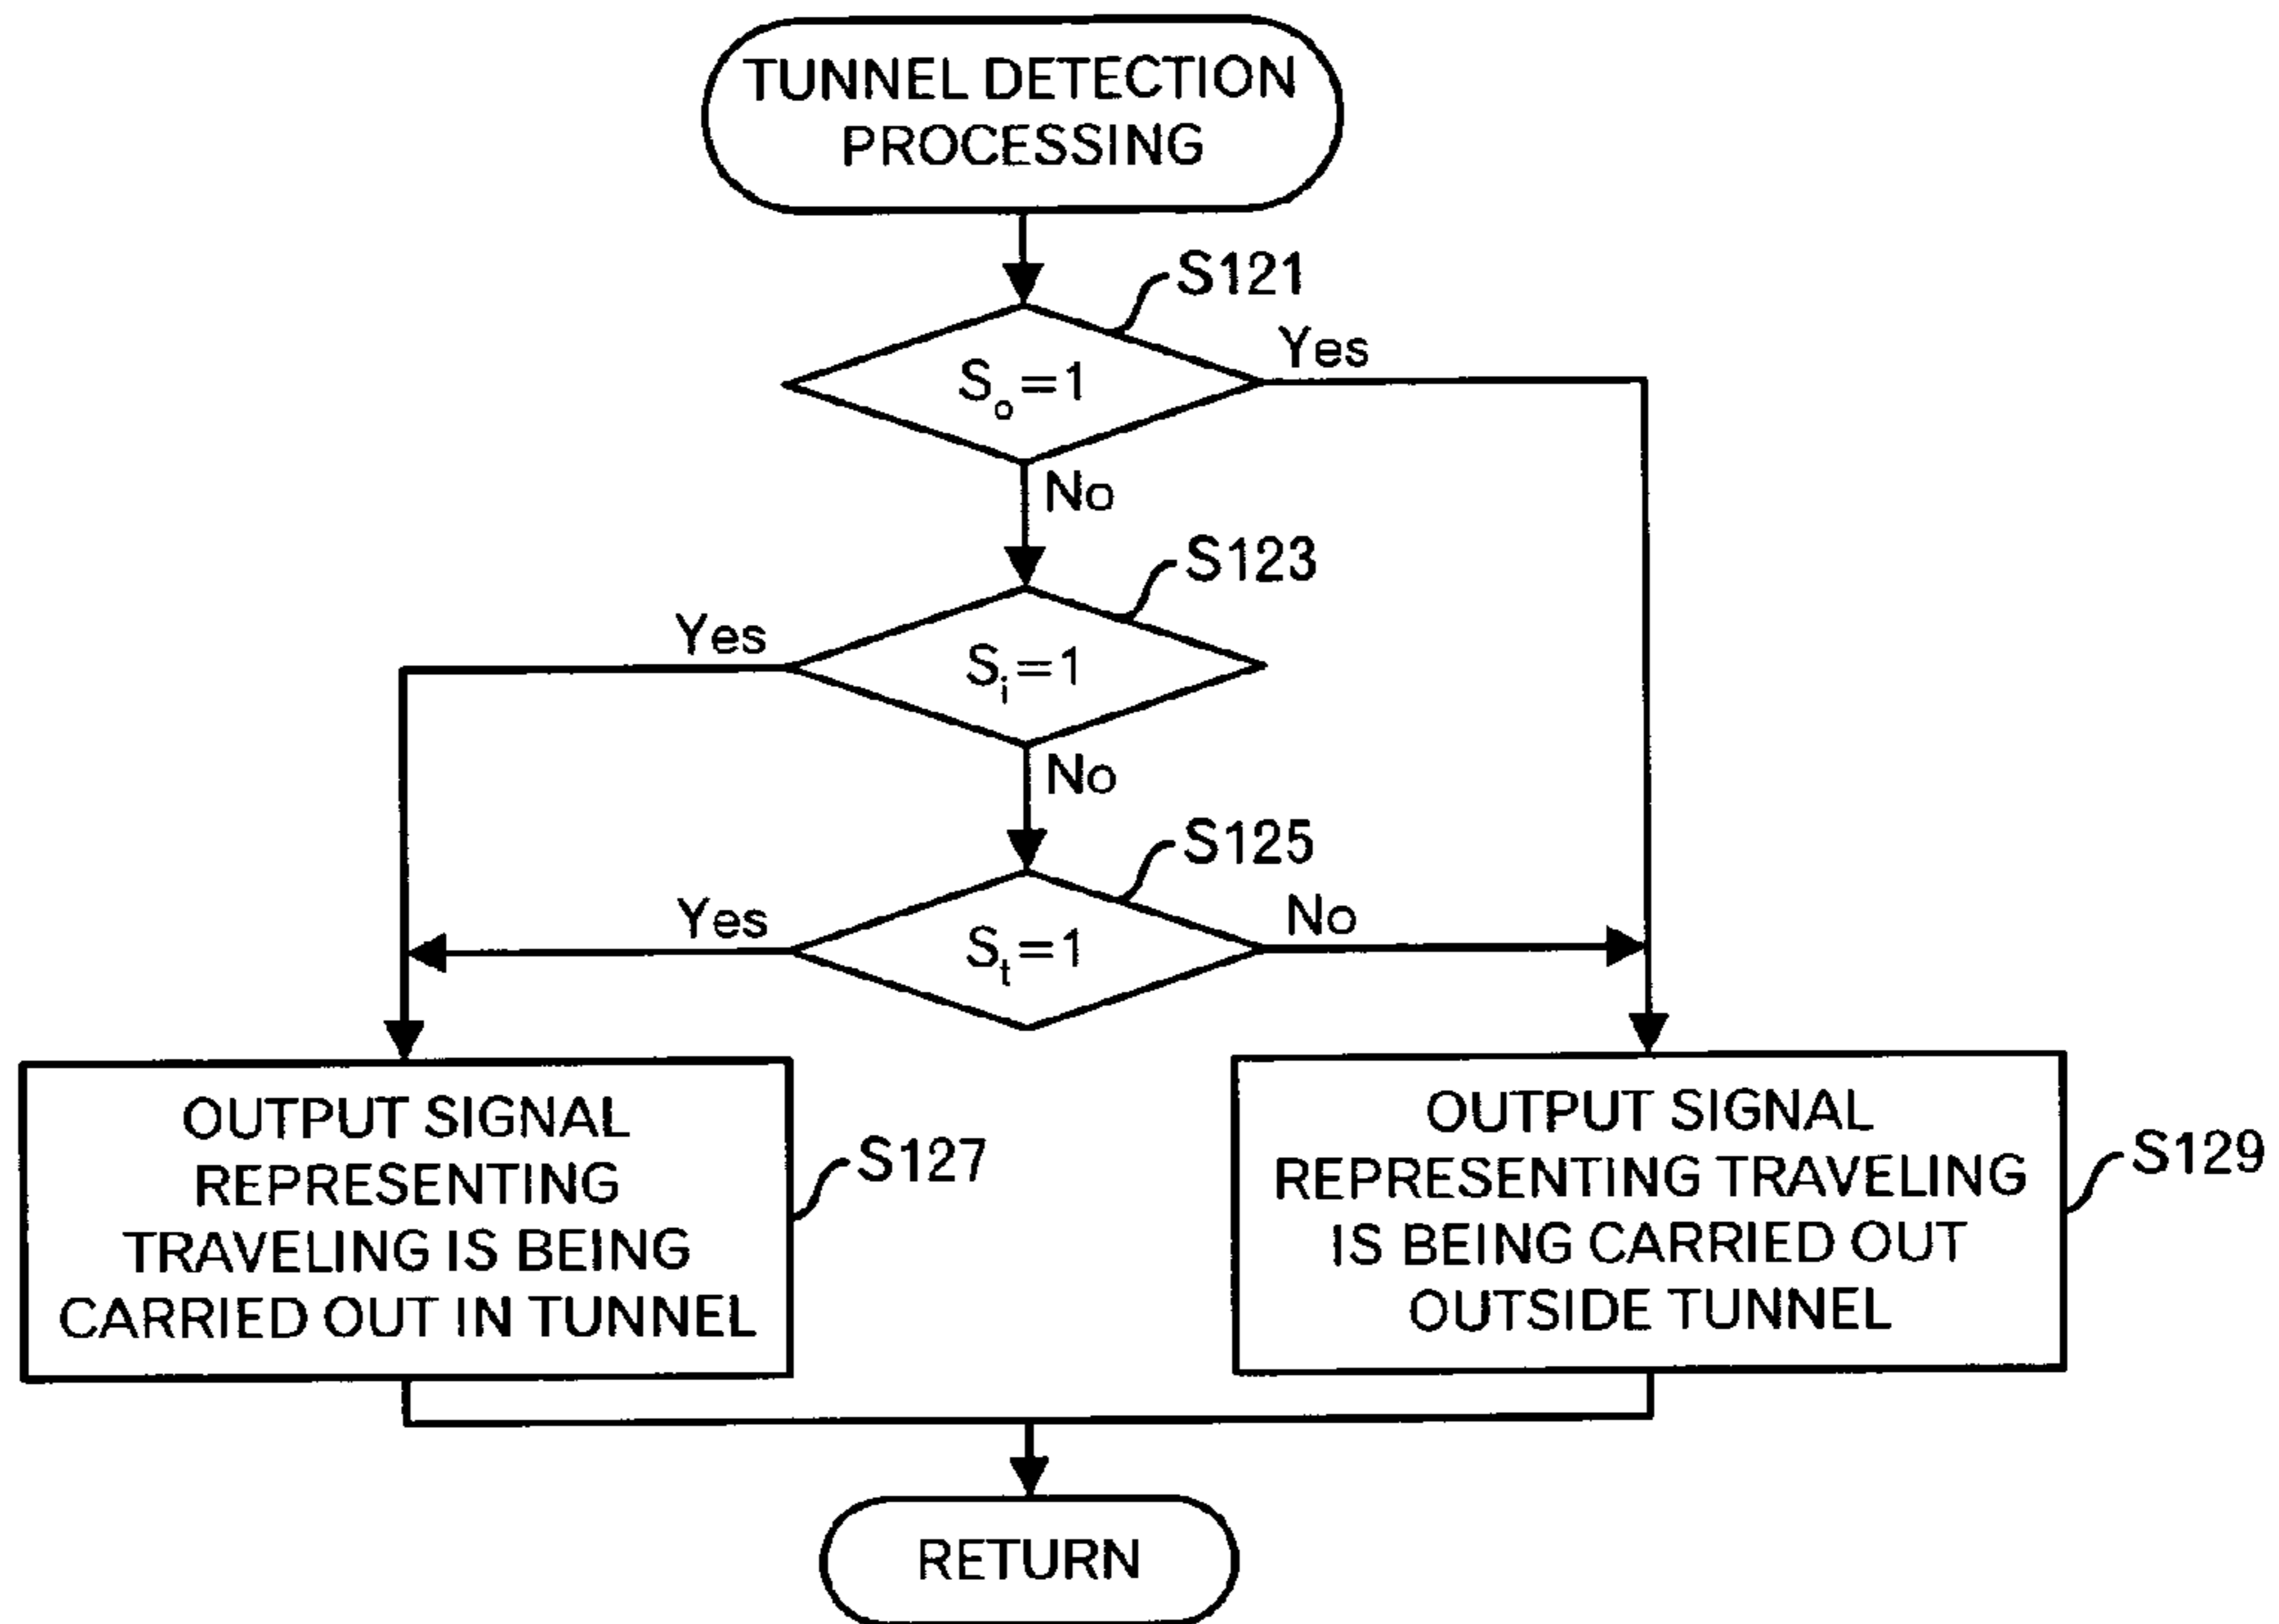 TUNNEL DETECTION
PROCESSING
S121
Yes
Sₒ=1
No
S123
Yes
Sᵢ=1
No
S125
Yes
No
Sₜ=1
OUTPUT SIGNAL
REPRESENTING
TRAVELING IS BEING
CARRIED OUT IN TUNNEL
S127
OUTPUT SIGNAL
REPRESENTING TRAVELING
IS BEING CARRIED OUT
OUTSIDE TUNNEL
S129
RETURN